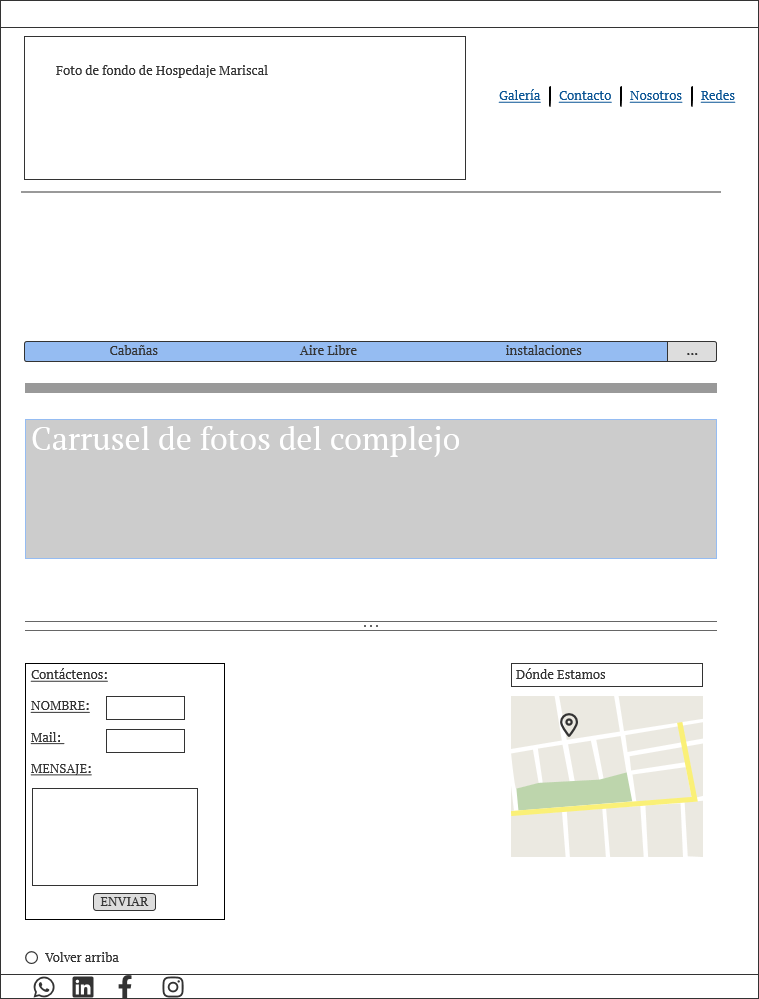 Foto de fondo de Hospedaje Mariscal
Galería Contacto Nosotros Redes
Cabañas Aire Libre instalaciones ...
Carrusel de fotos del complejo
...
Contáctenos:
NOMBRE:
Mail:
MENSAJE:
ENVIAR
Dónde Estamos
Volver arriba